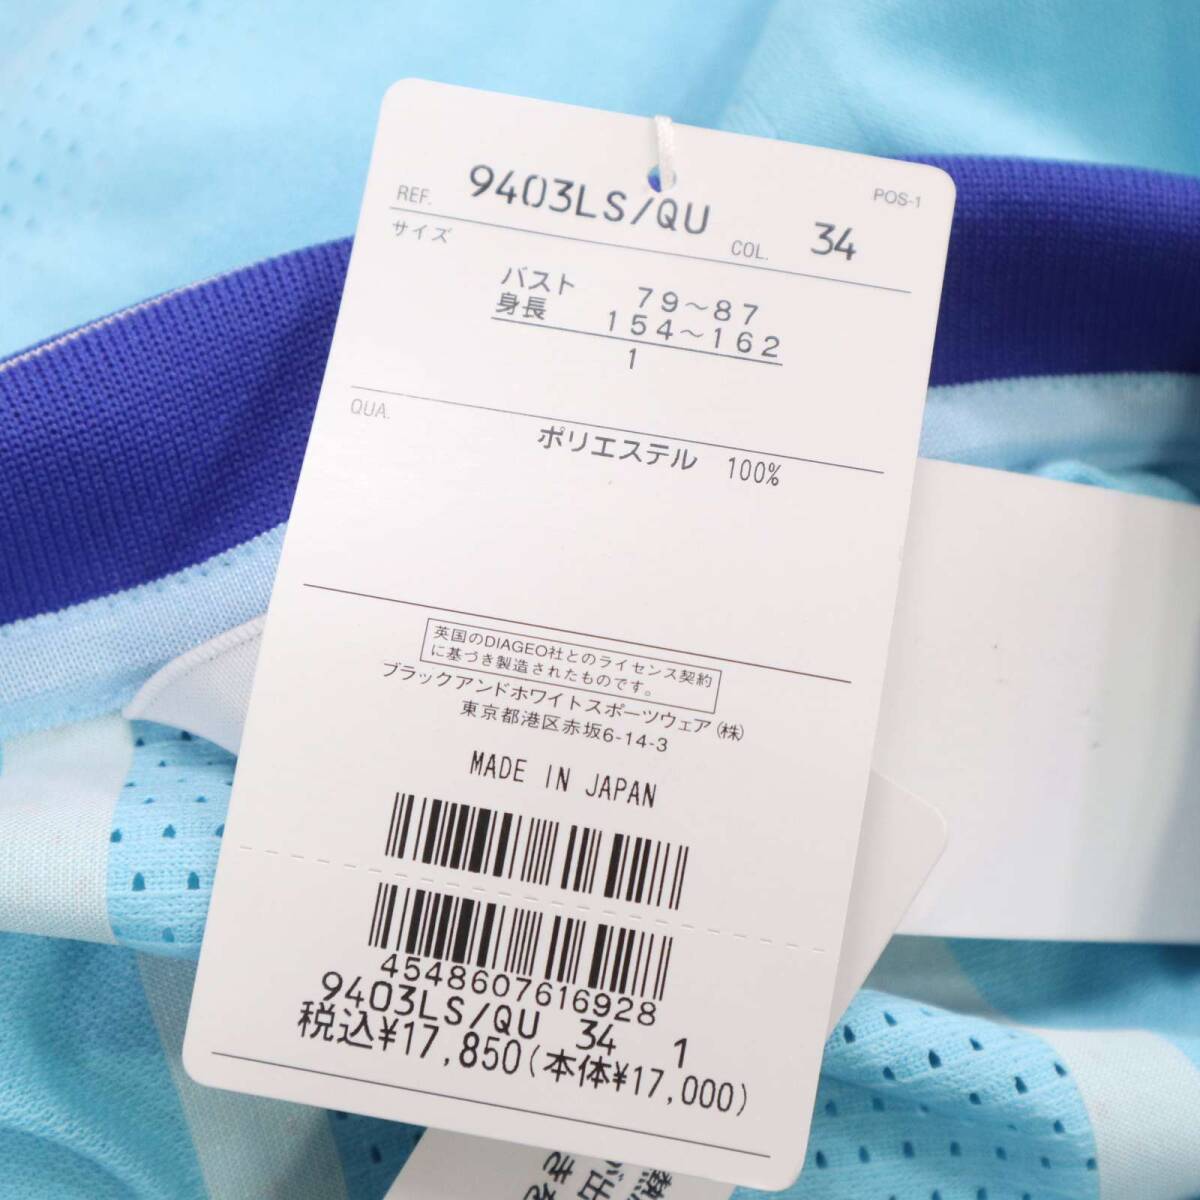 POS-1
REF. 9403LS/QU COL. 34
サイズ
バスト 79～87
身長 154～162
1
QUA.
ポリエステル 100%
英国のDIAGEO社とのライセンス契約
に基づき製造されたものです。
ブラックアンドホワイトスポーツウェア(株)
東京都港区赤坂6-14-3
MADE IN JAPAN
4548607616928
9403LS/QU 34 1
税込¥17,850(本体¥17,000)